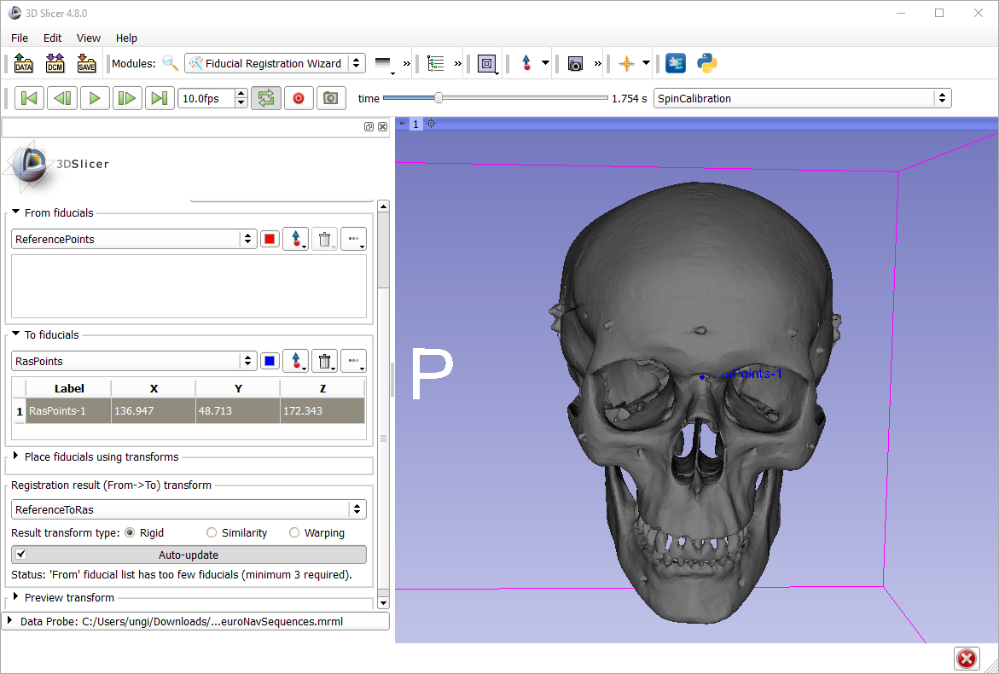 3D Slicer 4.8.0
File Edit View Help
DATA DCM SAVE Modules: Fiducial Registration Wizard » » »
10.0fps time 1.754 s SpinCalibration
1
3DSlicer
From fiducials
ReferencePoints
To fiducials
RasPoints
Label X Y Z
1 RasPoints-1 136.947 48.713 172.343
Place fiducials using transforms
Registration result (From->To) transform
ReferenceToRas
Result transform type: Rigid Similarity Warping
Auto-update
Status: 'From' fiducial list has too few fiducials (minimum 3 required).
Preview transform
Data Probe: C:/Users/ungi/Downloads/...euroNavSequences.mrml
P